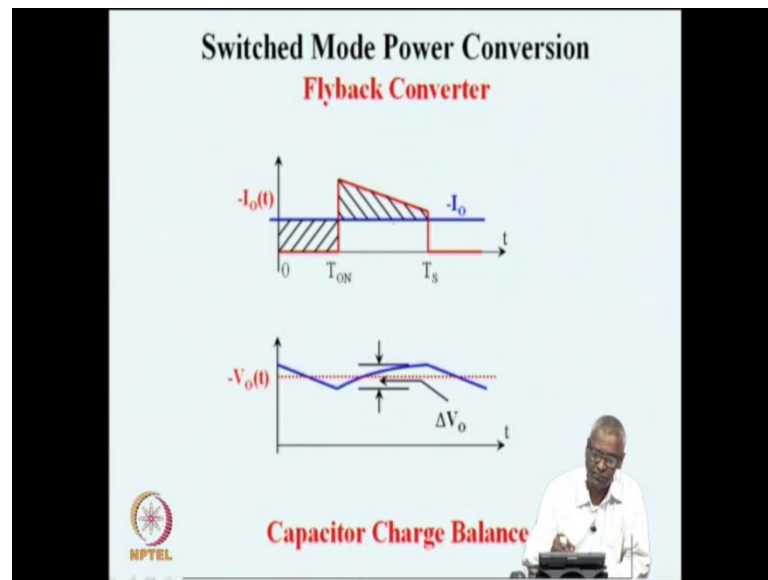 Switched Mode Power Conversion
Flyback Converter
-I₀(t)
-I₀
t
0
T_ON
T_S
-V₀(t)
ΔV₀
t
Capacitor Charge Balance
NPTEL